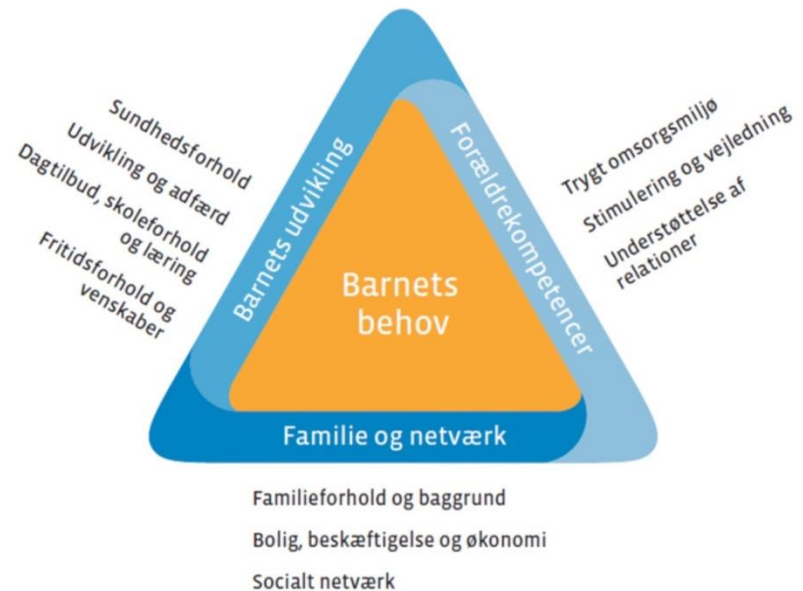 Sundhedsforhold
Udvikling og adfærd
Dagtilbud, skoleforhold
og læring
Fritidsforhold og
venskaber
Barnets udvikling
Forældrekompetencer
Trygt omsorgsmiljø
Stimulering og vejledning
Understøttelse af
relationer
Barnets
behov
Familie og netværk
Familieforhold og baggrund
Bolig, beskæftigelse og økonomi
Socialt netværk